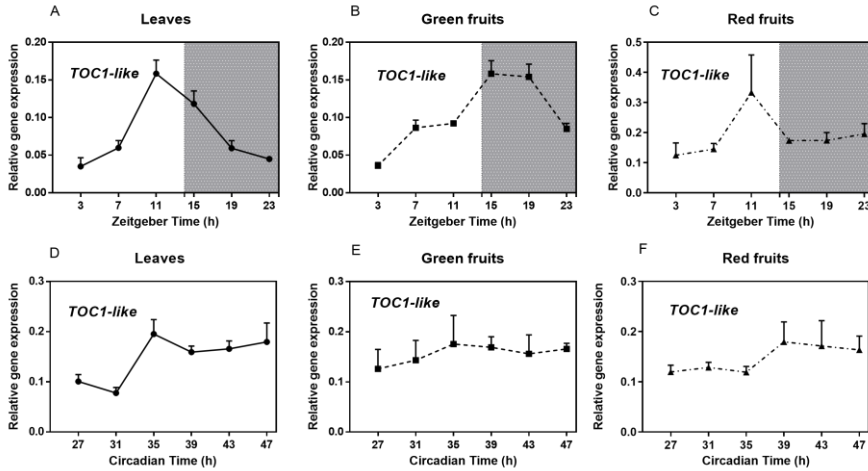 A
Leaves
Relative gene expression
0.20
0.15
0.10
0.05
0.00
TOC1-like
3 7 11 15 19 23
Zeitgeber Time (h)
B
Green fruits
Relative gene expression
0.20
0.15
0.10
0.05
0.00
TOC1-like
3 7 11 15 19 23
Zeitgeber Time (h)
C
Red fruits
Relative gene expression
0.5
0.4
0.3
0.2
0.1
0.0
TOC1-like
3 7 11 15 19 23
Zeitgeber Time (h)
D
Leaves
Relative gene expression
0.3
0.2
0.1
0.0
TOC1-like
27 31 35 39 43 47
Circadian Time (h)
E
Green fruits
Relative gene expression
0.3
0.2
0.1
0.0
TOC1-like
27 31 35 39 43 47
Circadian Time (h)
F
Red fruits
Relative gene expression
0.3
0.2
0.1
0.0
TOC1-like
27 31 35 39 43 47
Circadian Time (h)